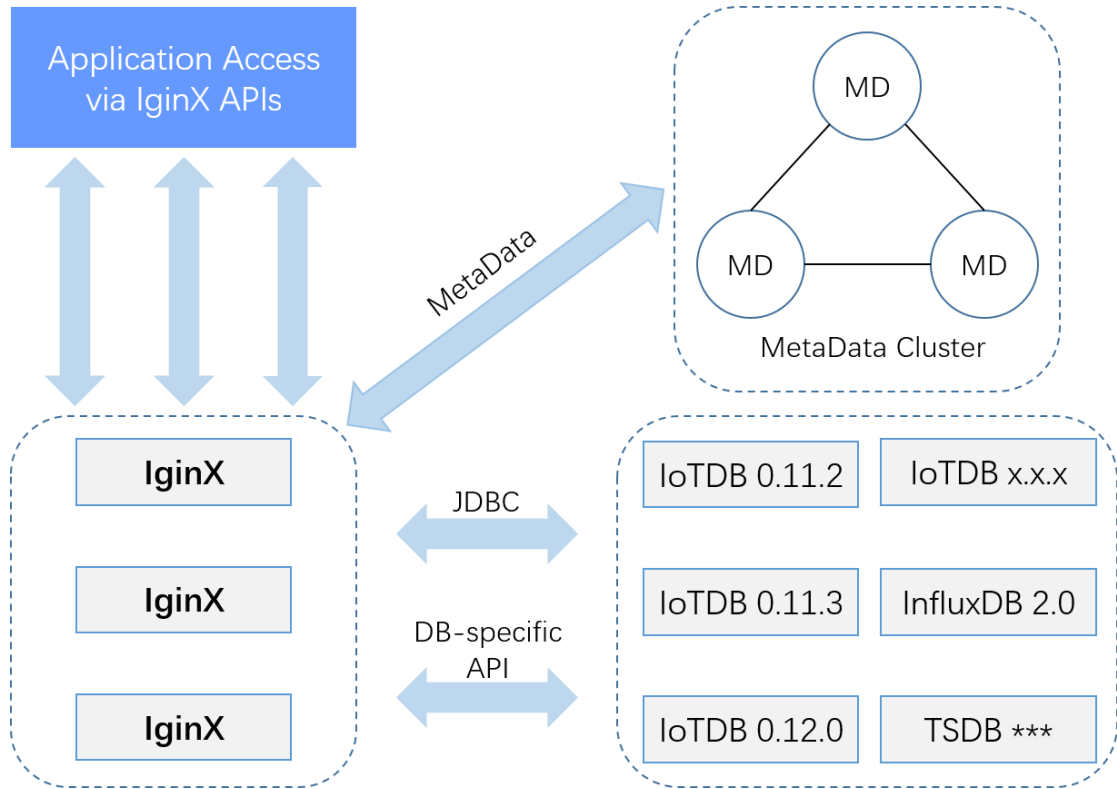 Application Access
via IginX APIs
MD
MD
MD
MetaData Cluster
MetaData
IginX
IginX
IginX
JDBC
DB-specific
API
IoTDB 0.11.2
IoTDB x.x.x
IoTDB 0.11.3
InfluxDB 2.0
IoTDB 0.12.0
TSDB ***